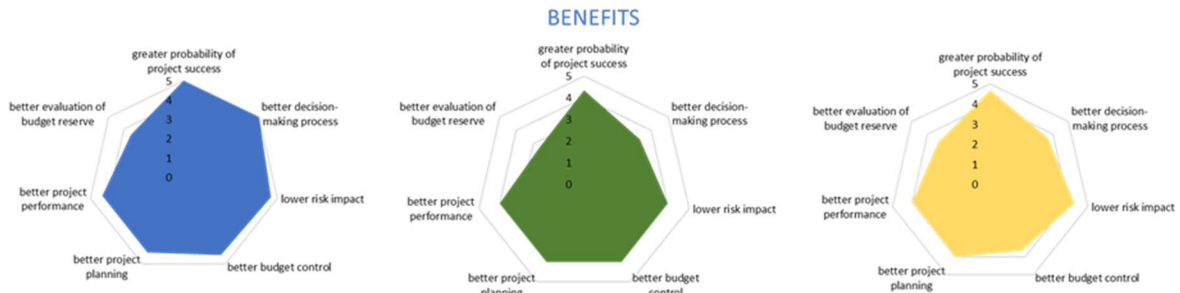 BENEFITS
greater probability of
project success
5
4
3
2
1
0
better evaluation of
budget reserve
better decision-
making process
better project
performance
lower risk impact
better project
planning
better budget control
greater probability
of project success
5
4
3
2
1
0
better evaluation of
budget reserve
better decision-
making process
better project
performance
lower risk impact
better project
planning
better budget
control
greater probability of
project success
5
4
3
2
1
0
better evaluation of
budget reserve
better decision-
making process
better project
performance
lower risk impact
better project
planning
better budget control